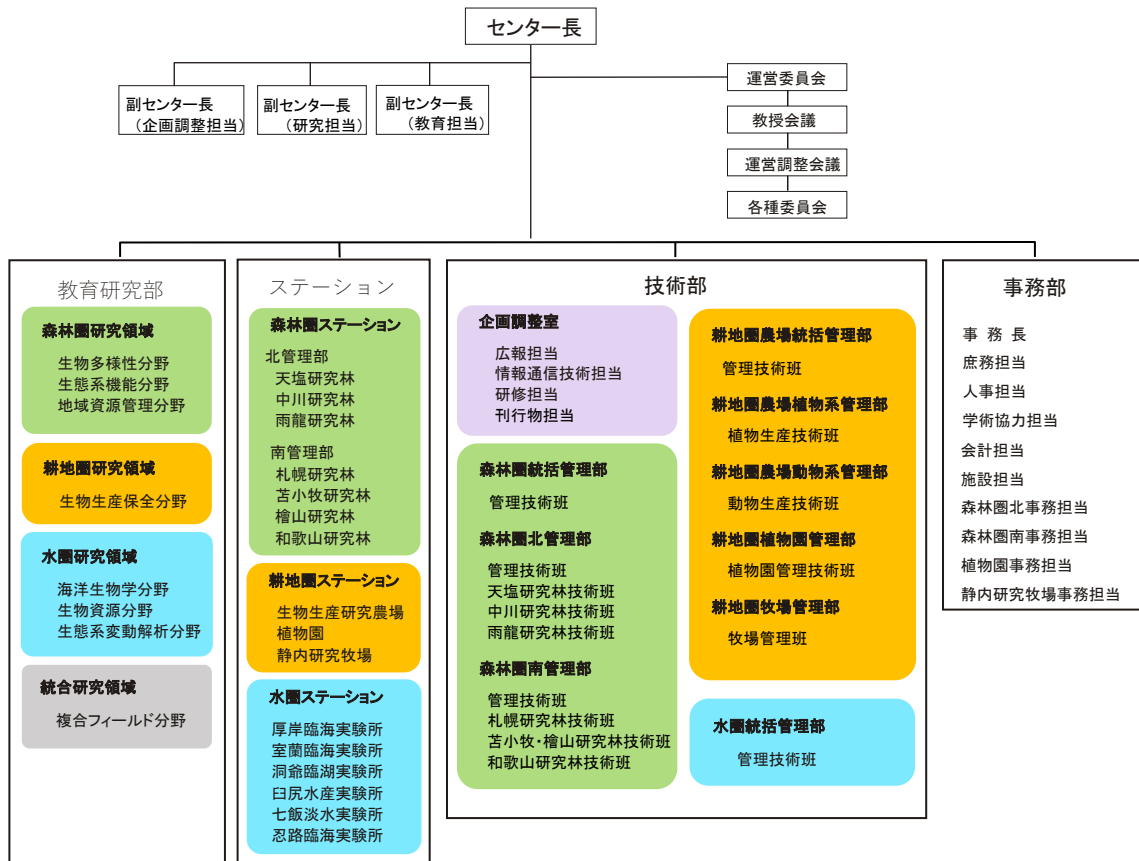 センター長
副センター長
（企画調整担当）
副センター長
（研究担当）
副センター長
（教育担当）
運営委員会
教授会議
運営調整会議
各種委員会
教育研究部
森林圏研究領域
生物多様性分野
生態系機能分野
地域資源管理分野
耕地圏研究領域
生物生産保全分野
水圏研究領域
海洋生物学分野
生物資源分野
生態系変動解析分野
統合研究領域
複合フィールド分野
ステーション
森林圏ステーション
北管理部
天塩研究林
中川研究林
雨龍研究林
南管理部
札幌研究林
苫小牧研究林
檜山研究林
和歌山研究林
耕地圏ステーション
生物生産研究農場
植物園
静内研究牧場
水圏ステーション
厚岸臨海実験所
室蘭臨海実験所
洞爺臨湖実験所
臼尻水産実験所
七飯淡水実験所
忍路臨海実験所
技術部
企画調整室
広報担当
情報通信技術担当
研修担当
刊行物担当
森林圏統括管理部
管理技術班
森林圏北管理部
管理技術班
天塩研究林技術班
中川研究林技術班
雨龍研究林技術班
森林圏南管理部
管理技術班
札幌研究林技術班
苫小牧・檜山研究林技術班
和歌山研究林技術班
耕地圏農場統括管理部
管理技術班
耕地圏農場植物系管理部
植物生産技術班
耕地圏農場動物系管理部
動物生産技術班
耕地圏植物園管理部
植物園管理技術班
耕地圏牧場管理部
牧場管理班
水圏統括管理部
管理技術班
事務部
事 務 長
庶務担当
人事担当
学術協力担当
会計担当
施設担当
森林圏北事務担当
森林圏南事務担当
植物園事務担当
静内研究牧場事務担当